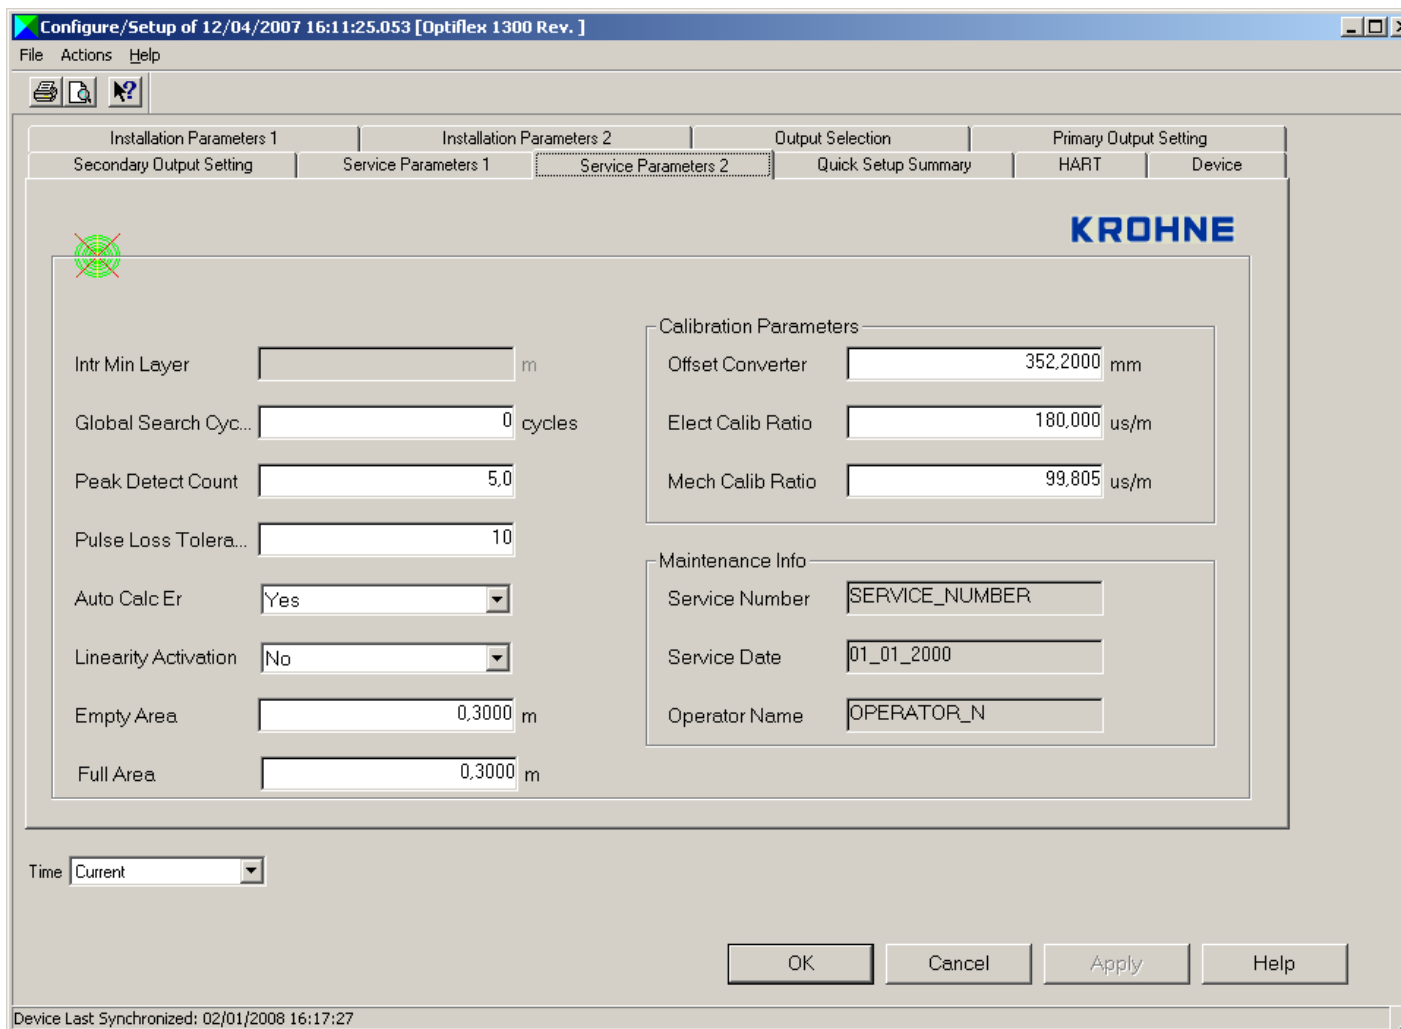 Configure/Setup of 12/04/2007 16:11:25.053 [Optiflex 1300 Rev. ]
File Actions Help
Installation Parameters 1 Installation Parameters 2 Output Selection Primary Output Setting
Secondary Output Setting Service Parameters 1 Service Parameters 2 Quick Setup Summary HART Device
KROHNE
Calibration Parameters
Intr Min Layer m Offset Converter 352,2000 mm
Global Search Cyc... 0 cycles Elect Calib Ratio 180,000 us/m
Peak Detect Count 5,0 Mech Calib Ratio 99,805 us/m
Pulse Loss Tolera... 10
Maintenance Info
Auto Calc Er Yes Service Number SERVICE_NUMBER
Linearity Activation No Service Date 01_01_2000
Empty Area 0,3000 m Operator Name OPERATOR_N
Full Area 0,3000 m
Time Current
OK Cancel Apply Help
Device Last Synchronized: 02/01/2008 16:17:27